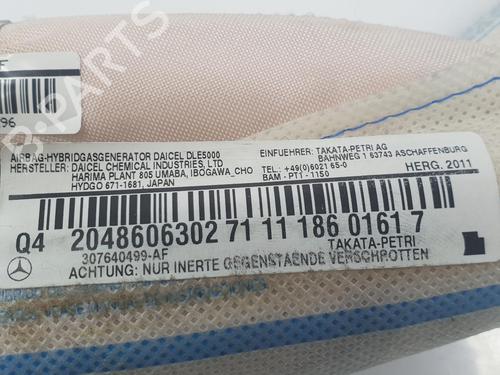 F
96
AIRBAG-HYBRIDGASGENERATOR DAICEL DLE5000
HERSTELLER: DAICEL CHEMICAL INDUSTRIES, LTD
HARIMA PLANT 805 UMABA, IBOGAWA_CHO
HYDGO 671-1681, JAPAN
EINFUEHRER: TAKATA-PETRI AG
BAHNWEG 1 63743 ASCHAFFENBURG
TEL.: +49(0)6021 65-0
BAM - PT1 - 1150
HERG. 2011
Q4 2048606302 71 11 186 0161 7
307640499-AF
TAKATA-PETRI
ACHTUNG: NUR INERTE GEGENSTAENDE VERSCHROTTEN